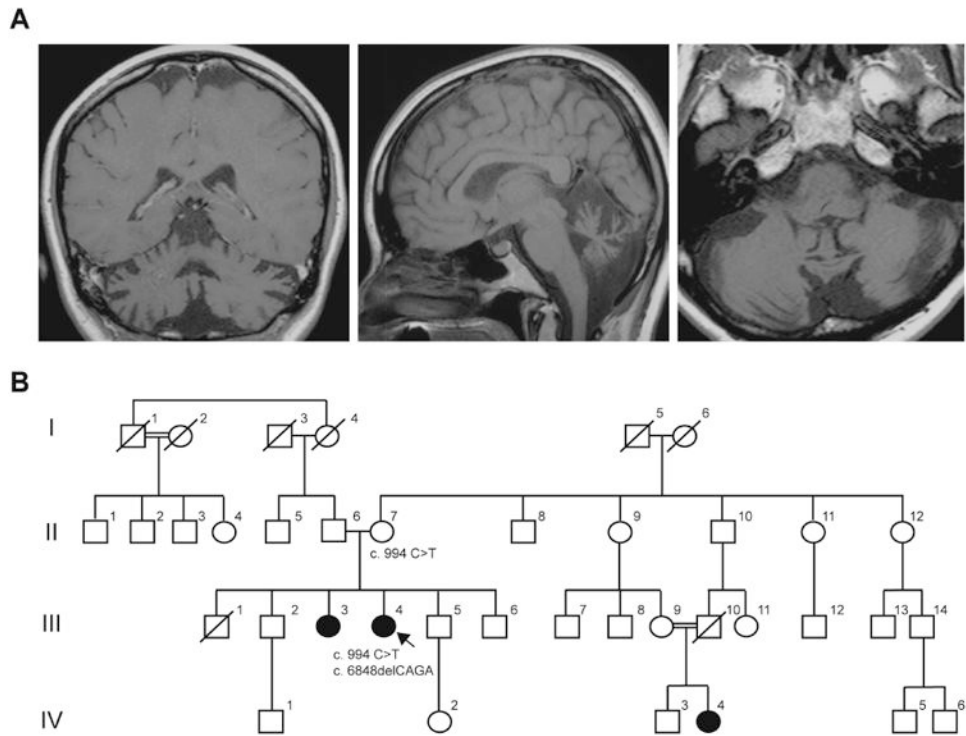 A
B
I
1 2 3 4 5 6
II
1 2 3 4 5 6 7 8 9 10 11 12
c. 994 C>T
III
1 2 3 4 5 6 7 8 9 10 11 12 13 14
c. 994 C>T
c. 6848delCAGA
IV
1 2 3 4 5 6